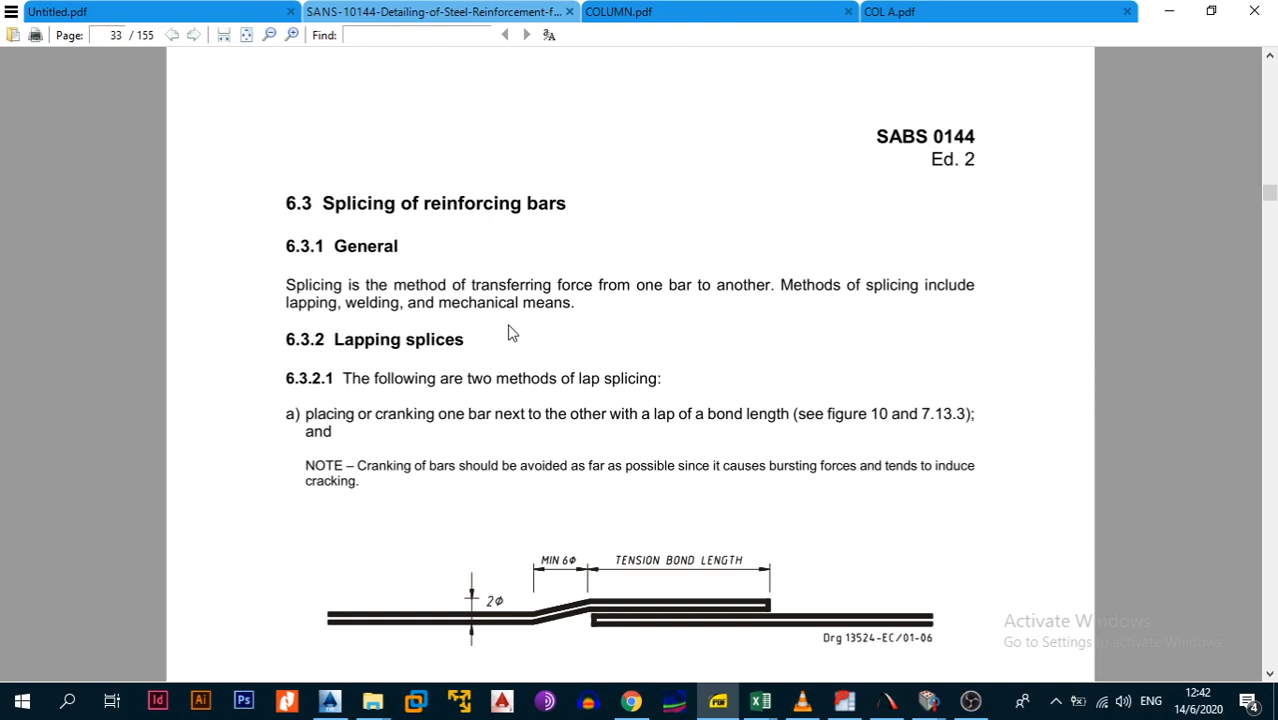 Untitled.pdf
SANS-10144-Detailing-of-Steel-Reinforcement-f...
COLUMN.pdf
COL A.pdf
Page: 33 / 155
Find:
SABS 0144
Ed. 2
6.3 Splicing of reinforcing bars
6.3.1 General
Splicing is the method of transferring force from one bar to another. Methods of splicing include
lapping, welding, and mechanical means.
6.3.2 Lapping splices
6.3.2.1 The following are two methods of lap splicing:
a) placing or cranking one bar next to the other with a lap of a bond length (see figure 10 and 7.13.3);
and
NOTE – Cranking of bars should be avoided as far as possible since it causes bursting forces and tends to induce
cracking.
MIN 6ϕ
TENSION BOND LENGTH
2ϕ
Drg 13524-EC/01-06
Activate Windows
Go to Settings to activate Windows.
Id
Ai
Ps
PDF
ENG
12:42
14/6/2020
4